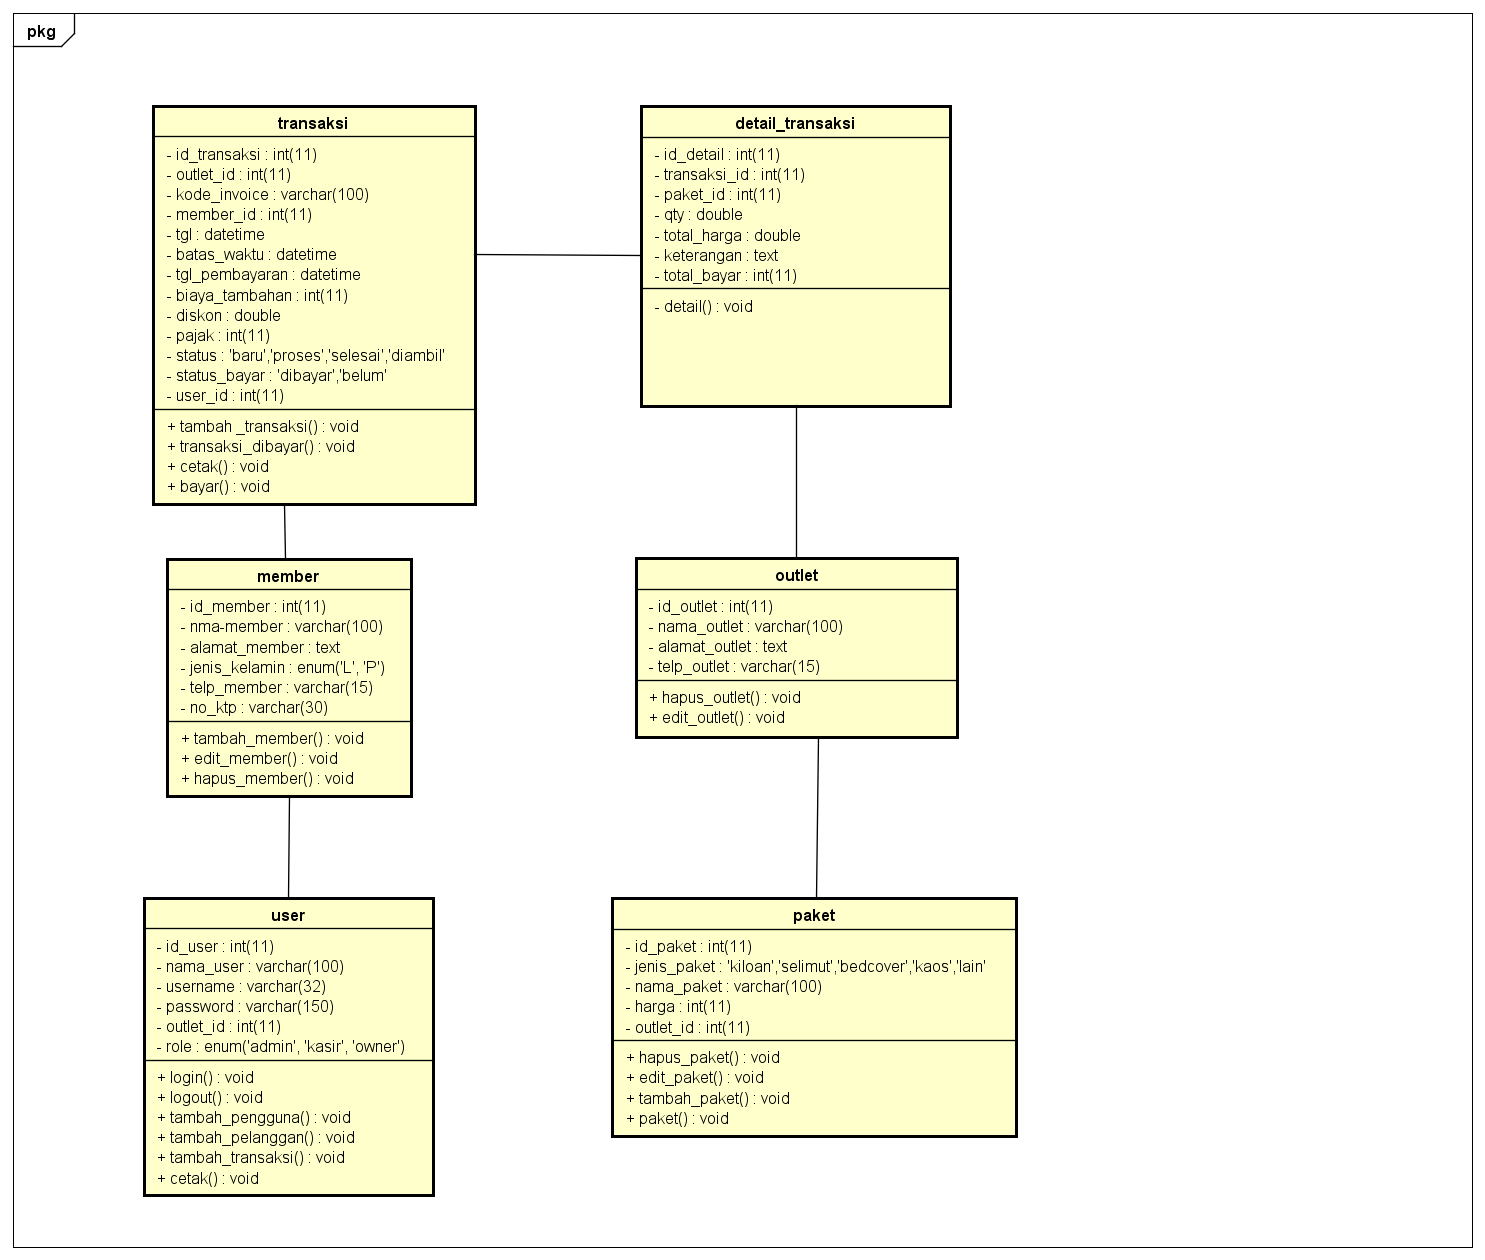 pkg
transaksi
- id_transaksi : int(11)
- outlet_id : int(11)
- kode_invoice : varchar(100)
- member_id : int(11)
- tgl : datetime
- batas_waktu : datetime
- tgl_pembayaran : datetime
- biaya_tambahan : int(11)
- diskon : double
- pajak : int(11)
- status : 'baru','proses','selesai','diambil'
- status_bayar : 'dibayar','belum'
- user_id : int(11)
+ tambah _transaksi() : void
+ transaksi_dibayar() : void
+ cetak() : void
+ bayar() : void
detail_transaksi
- id_detail : int(11)
- transaksi_id : int(11)
- paket_id : int(11)
- qty : double
- total_harga : double
- keterangan : text
- total_bayar : int(11)
- detail() : void
member
- id_member : int(11)
- nma-member : varchar(100)
- alamat_member : text
- jenis_kelamin : enum('L', 'P')
- telp_member : varchar(15)
- no_ktp : varchar(30)
+ tambah_member() : void
+ edit_member() : void
+ hapus_member() : void
outlet
- id_outlet : int(11)
- nama_outlet : varchar(100)
- alamat_outlet : text
- telp_outlet : varchar(15)
+ hapus_outlet() : void
+ edit_outlet() : void
user
- id_user : int(11)
- nama_user : varchar(100)
- username : varchar(32)
- password : varchar(150)
- outlet_id : int(11)
- role : enum('admin', 'kasir', 'owner')
+ login() : void
+ logout() : void
+ tambah_pengguna() : void
+ tambah_pelanggan() : void
+ tambah_transaksi() : void
+ cetak() : void
paket
- id_paket : int(11)
- jenis_paket : 'kiloan','selimut','bedcover','kaos','lain'
- nama_paket : varchar(100)
- harga : int(11)
- outlet_id : int(11)
+ hapus_paket() : void
+ edit_paket() : void
+ tambah_paket() : void
+ paket() : void